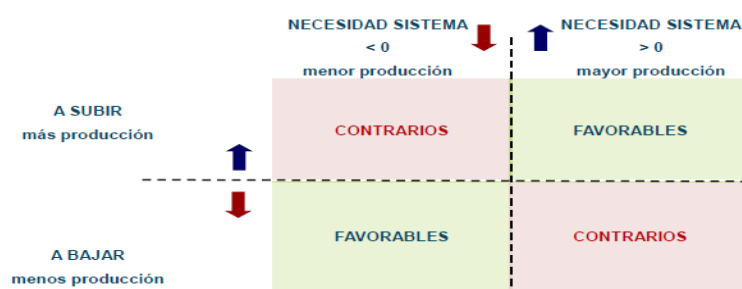 NECESIDAD SISTEMA
< 0
menor producción
NECESIDAD SISTEMA
> 0
mayor producción
A SUBIR
más producción
CONTRARIOS
FAVORABLES
A BAJAR
menos producción
FAVORABLES
CONTRARIOS